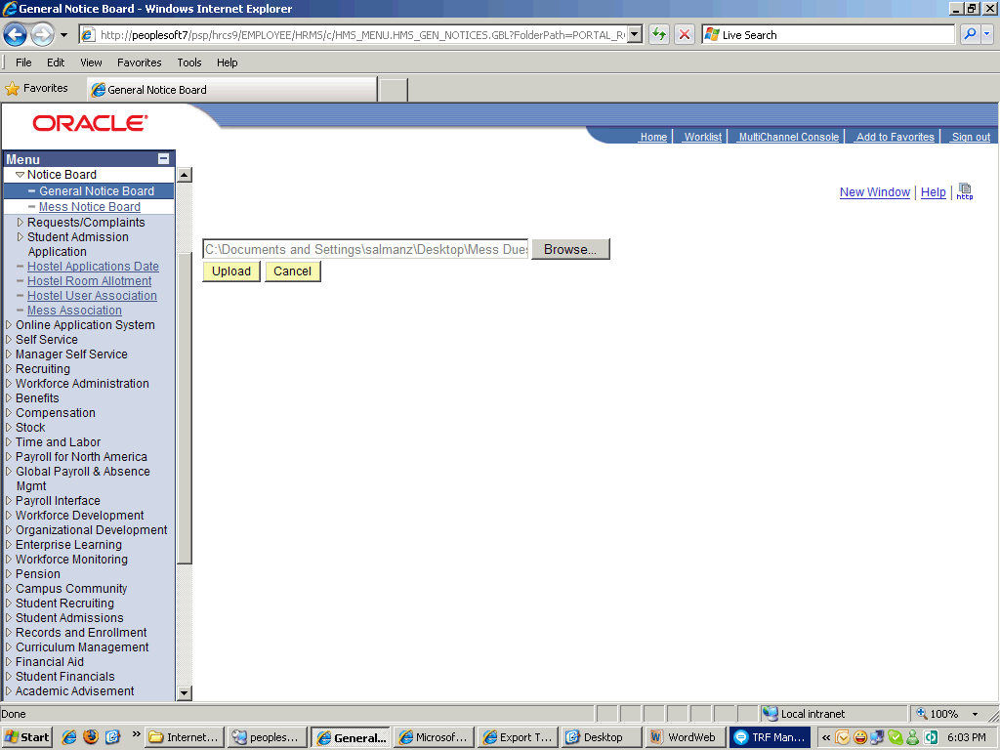 General Notice Board - Windows Internet Explorer
http://peoplesoft7/psp/hrcs9/EMPLOYEE/HRMS/c/HMS_MENU.HMS_GEN_NOTICES.GBL?FolderPath=PORTAL_R
Live Search
File Edit View Favorites Tools Help
Favorites General Notice Board
ORACLE®
Home Worklist MultiChannel Console Add to Favorites Sign out
Menu
Notice Board
General Notice Board
Mess Notice Board
Requests/Complaints
Student Admission
Application
Hostel Applications Date
Hostel Room Allotment
Hostel User Association
Mess Association
Online Application System
Self Service
Manager Self Service
Recruiting
Workforce Administration
Benefits
Compensation
Stock
Time and Labor
Payroll for North America
Global Payroll & Absence
Mgmt
Payroll Interface
Workforce Development
Organizational Development
Enterprise Learning
Workforce Monitoring
Pension
Campus Community
Student Recruiting
Student Admissions
Records and Enrollment
Curriculum Management
Financial Aid
Student Financials
Academic Advisement
New Window | Help | http
C:\Documents and Settings\salmanz\Desktop\Mess Dues Browse...
Upload Cancel
Done Local intranet 100%
Start » Internet... peoples... General... Microsof... Export T... Desktop WordWeb TRF Man... « 6:03 PM